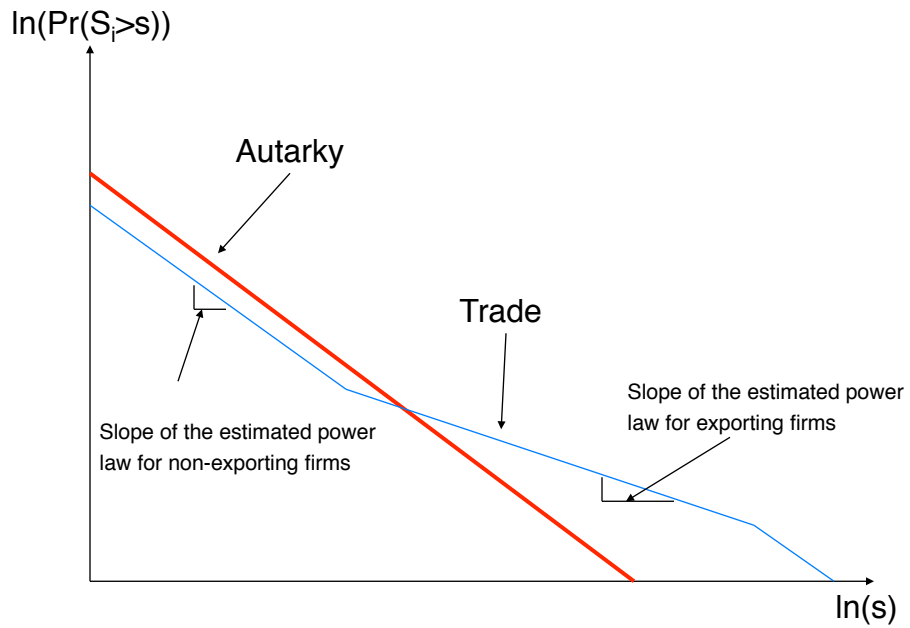 ln(Pr(Sᵢ>s))
Autarky
Trade
Slope of the estimated power
law for exporting firms
Slope of the estimated power
law for non-exporting firms
ln(s)